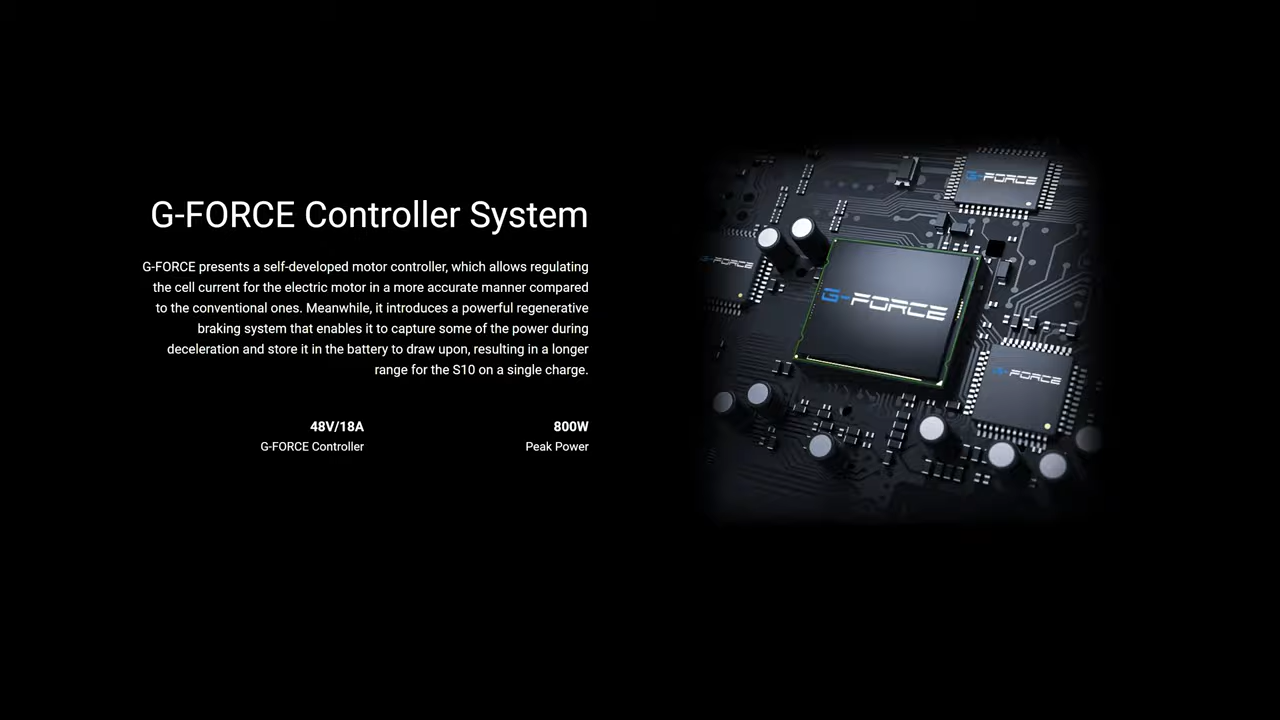 G-FORCE Controller System
G-FORCE presents a self-developed motor controller, which allows regulating
the cell current for the electric motor in a more accurate manner compared
to the conventional ones. Meanwhile, it introduces a powerful regenerative
braking system that enables it to capture some of the power during
deceleration and store it in the battery to draw upon, resulting in a longer
range for the S10 on a single charge.
48V/18A
G-FORCE Controller
800W
Peak Power
G-FORCE
G-FORCE
G-FORCE
G-FORCE